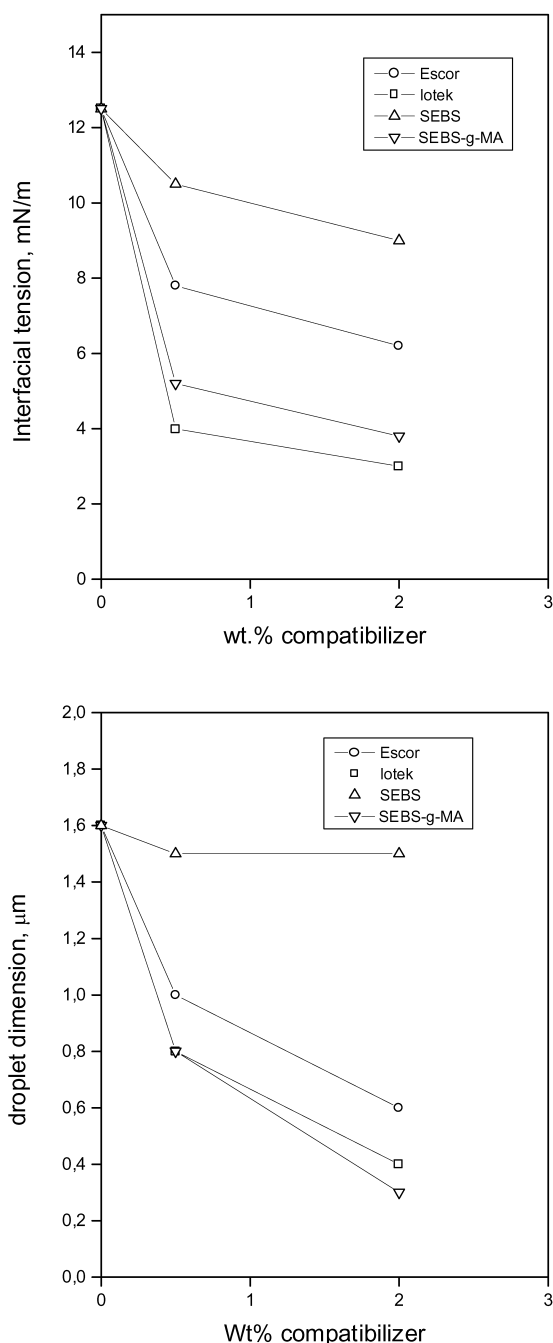 14
12
10
8
6
4
2
0
Interfacial tension, mN/m
Escor
Iotek
SEBS
SEBS-g-MA
0 1 2 3
wt.% compatibilizer
2,0
1,8
1,6
1,4
1,2
1,0
0,8
0,6
0,4
0,2
0,0
droplet dimension, μm
Escor
Iotek
SEBS
SEBS-g-MA
0 1 2 3
Wt% compatibilizer